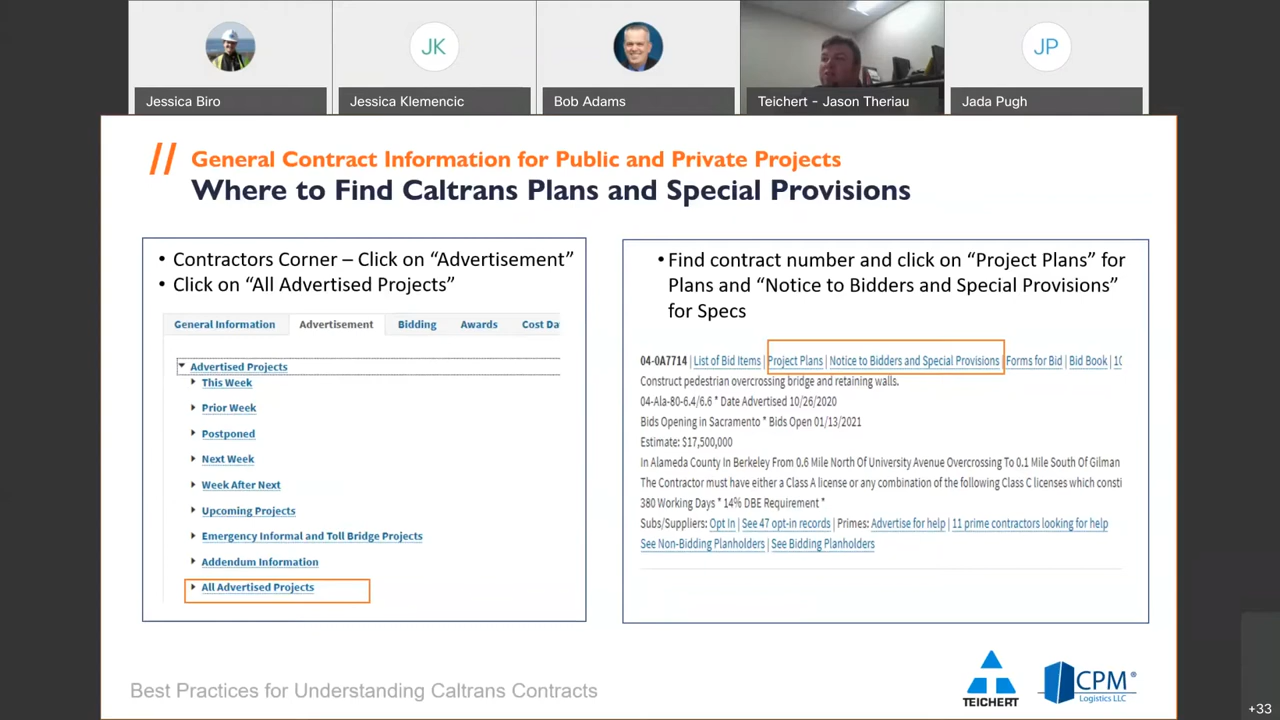 JK
JP
Jessica Biro
Jessica Klemencic
Bob Adams
Teichert - Jason Theriau
Jada Pugh
// General Contract Information for Public and Private Projects
Where to Find Caltrans Plans and Special Provisions
• Contractors Corner – Click on “Advertisement”
• Click on “All Advertised Projects”
General Information Advertisement Bidding Awards Cost Da
Advertised Projects
This Week
Prior Week
Postponed
Next Week
Week After Next
Upcoming Projects
Emergency Informal and Toll Bridge Projects
Addendum Information
All Advertised Projects
• Find contract number and click on “Project Plans” for
Plans and “Notice to Bidders and Special Provisions”
for Specs
04-0A7714 | List of Bid Items | Project Plans | Notice to Bidders and Special Provisions | Forms for Bid | Bid Book | 10
Construct pedestrian overcrossing bridge and retaining walls.
04-Ala-80-6.4/6.6 * Date Advertised 10/26/2020
Bids Opening in Sacramento * Bids Open 01/13/2021
Estimate: $17,500,000
In Alameda County In Berkeley From 0.6 Mile North Of University Avenue Overcrossing To 0.1 Mile South Of Gilman
The Contractor must have either a Class A license or any combination of the following Class C licenses which consti
380 Working Days * 14% DBE Requirement *
Subs/Suppliers: Opt In | See 47 opt-in records | Primes: Advertise for help | 11 prime contractors looking for help
See Non-Bidding Planholders | See Bidding Planholders
Best Practices for Understanding Caltrans Contracts
TEICHERT
CPM®
Logistics LLC
+33